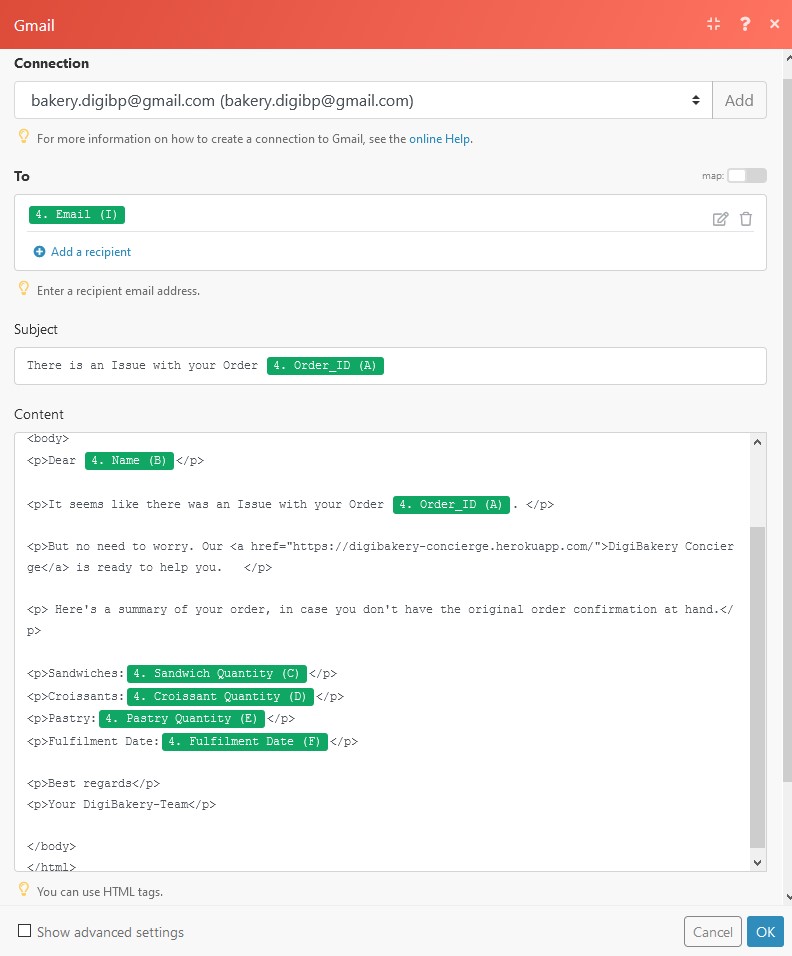 Gmail
Connection
bakery.digibp@gmail.com (bakery.digibp@gmail.com)
Add
For more information on how to create a connection to Gmail, see the online Help.
To
map:
4. Email (I)
Add a recipient
Enter a recipient email address.
Subject
There is an Issue with your Order 4. Order_ID (A)
Content
<body>
<p>Dear 4. Name (B) </p>
<p>It seems like there was an Issue with your Order 4. Order_ID (A) . </p>
<p>But no need to worry. Our <a href="https://digibakery-concierge.herokuapp.com/">DigiBakery Concier
ge</a> is ready to help you.   </p>
<p> Here's a summary of your order, in case you don't have the original order confirmation at hand.</
p>
<p>Sandwiches: 4. Sandwich Quantity (C) </p>
<p>Croissants: 4. Croissant Quantity (D) </p>
<p>Pastry: 4. Pastry Quantity (E) </p>
<p>Fulfilment Date: 4. Fulfilment Date (F) </p>
<p>Best regards</p>
<p>Your DigiBakery-Team</p>
</body>
</html>
You can use HTML tags.
Show advanced settings
Cancel
OK